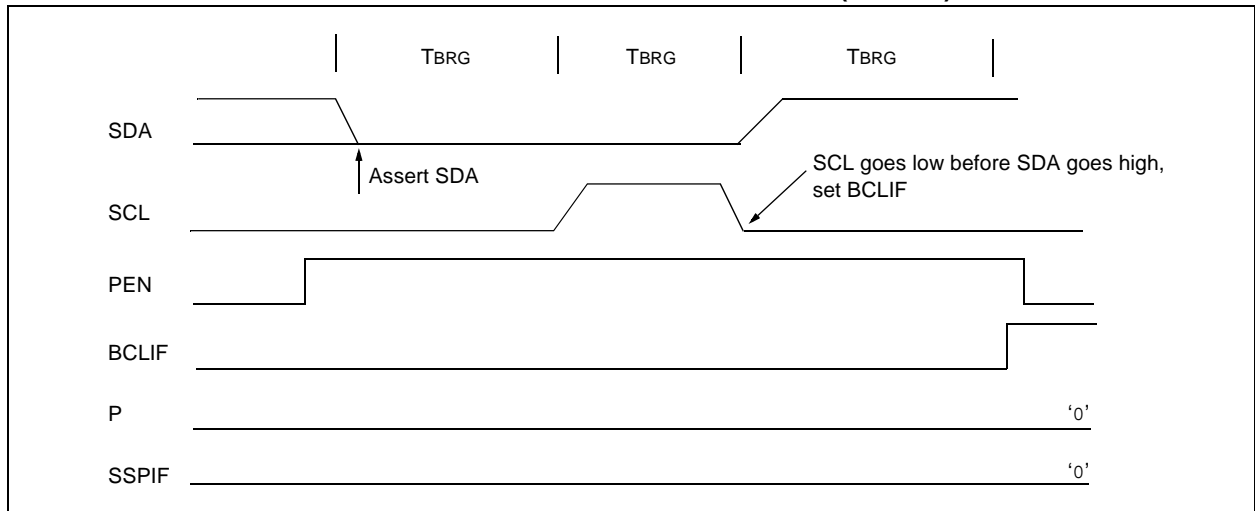 TBRG TBRG TBRG
SDA
Assert SDA
SCL goes low before SDA goes high,
set BCLIF
SCL
PEN
BCLIF
P '0'
SSPIF '0'